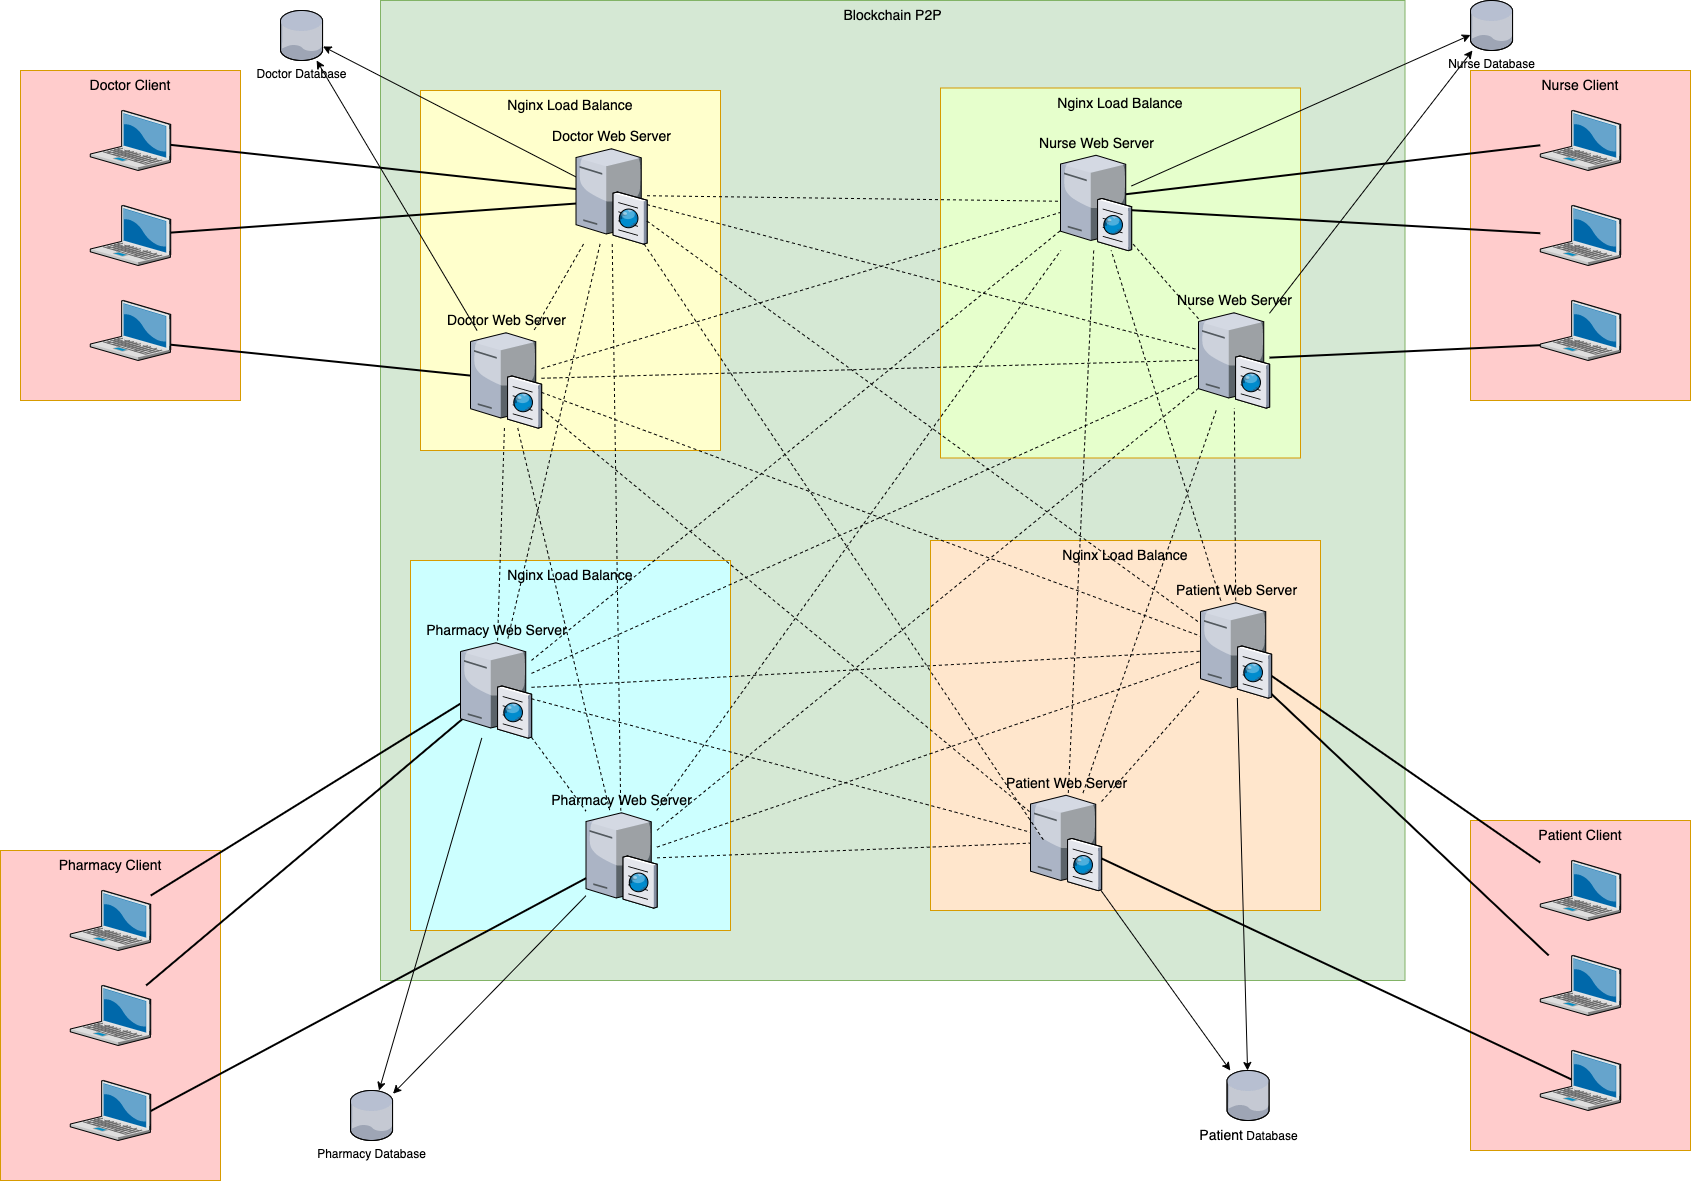 Blockchain P2P
Doctor Database
Nurse Database
Doctor Client
Nurse Client
Nginx Load Balance
Nginx Load Balance
Doctor Web Server
Nurse Web Server
Nurse Web Server
Doctor Web Server
Nginx Load Balance
Nginx Load Balance
Patient Web Server
Pharmacy Web Server
Patient Web Server
Pharmacy Web Server
Patient Client
Pharmacy Client
Patient Database
Pharmacy Database